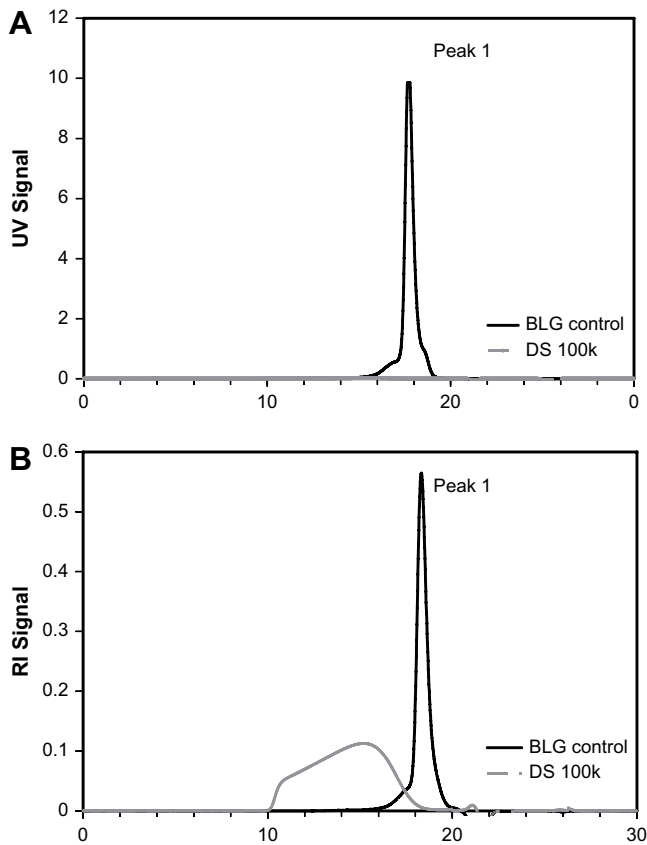 A
12
10
8
6
4
2
0
UV Signal
Peak 1
BLG control
DS 100k
0 10 20 0
B
0.6
0.5
0.4
0.3
0.2
0.1
0
RI Signal
Peak 1
BLG control
DS 100k
0 10 20 30